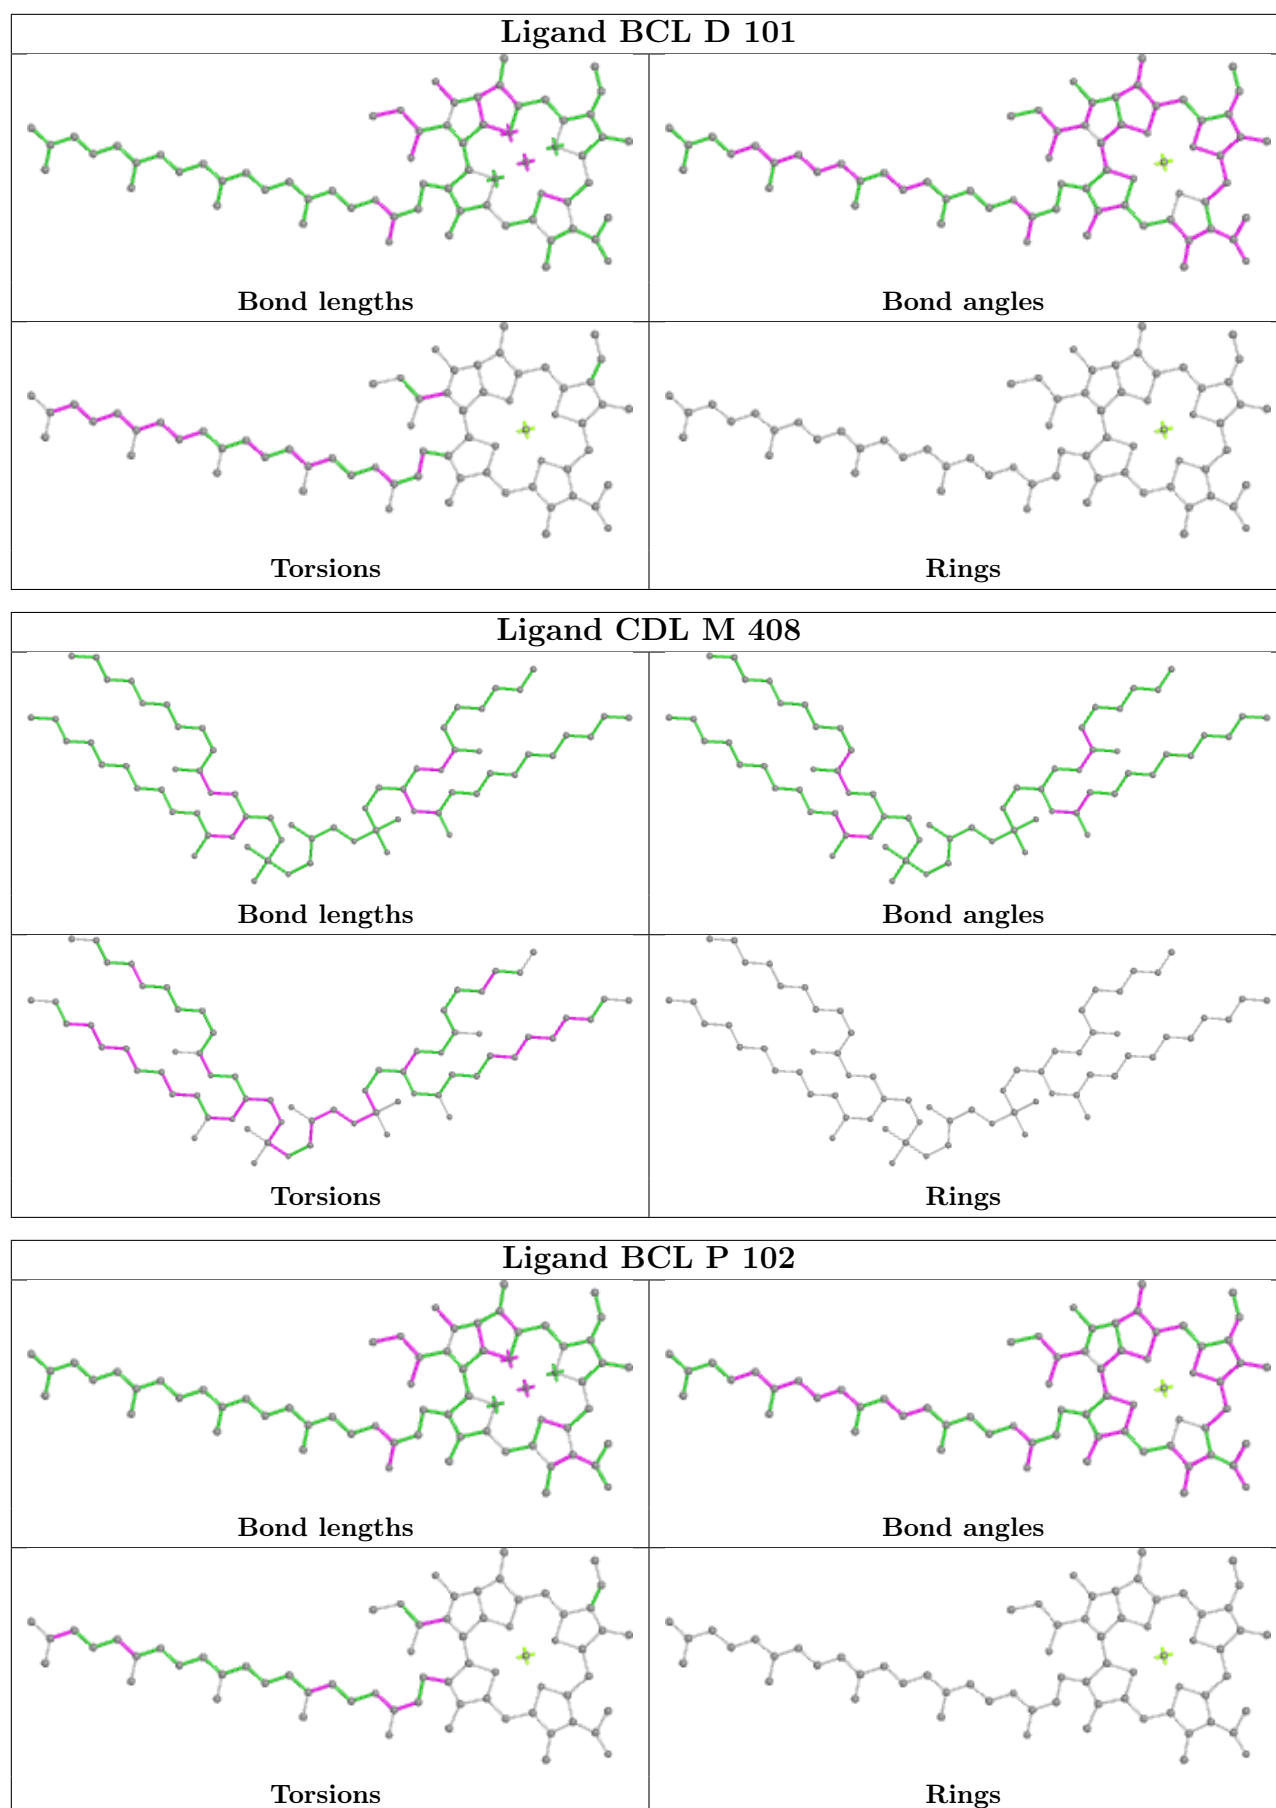 Ligand BCL D 101
Bond lengths
Bond angles
Torsions
Rings
Ligand CDL M 408
Bond lengths
Bond angles
Torsions
Rings
Ligand BCL P 102
Bond lengths
Bond angles
Torsions
Rings